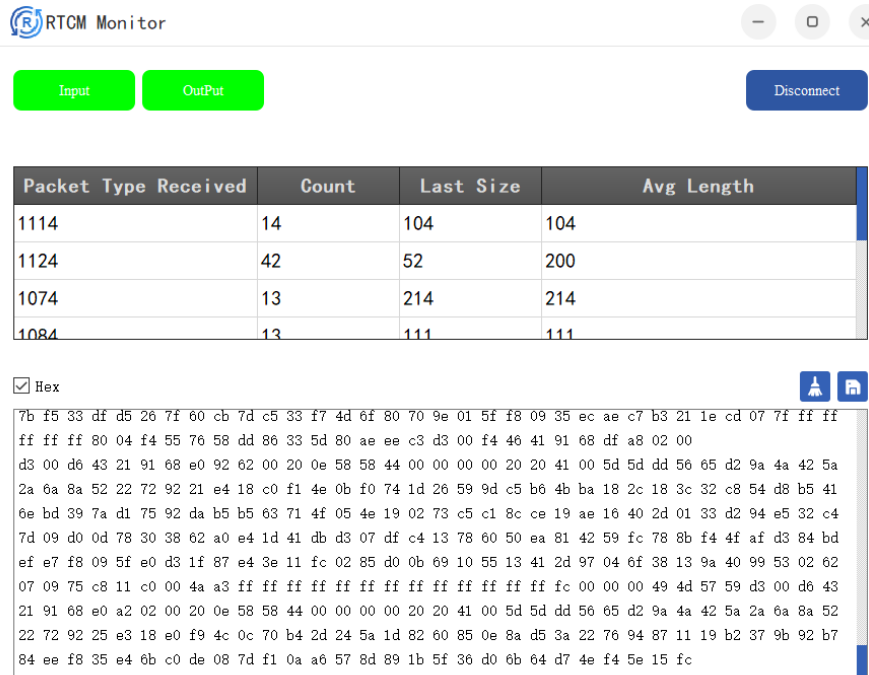 RTCM Monitor
Input OutPut Disconnect
Packet Type Received Count Last Size Avg Length
1114 14 104 104
1124 42 52 200
1074 13 214 214
1084 13 111 111
Hex
7b f5 33 df d5 26 7f 60 cb 7d c5 33 f7 4d 6f 80 70 9e 01 5f f8 09 35 ec ae c7 b3 21 1e cd 07 7f ff ff
ff ff ff 80 04 f4 55 76 58 dd 86 33 5d 80 ae ee c3 d3 00 f4 46 41 91 68 df a8 02 00
d3 00 d6 43 21 91 68 e0 92 62 00 20 0e 58 58 44 00 00 00 00 20 20 41 00 5d 5d dd 56 65 d2 9a 4a 42 5a
2a 6a 8a 52 22 72 92 21 e4 18 c0 f1 4e 0b f0 74 1d 26 59 9d c5 b6 4b ba 18 2c 18 3c 32 c8 54 d8 b5 41
6e bd 39 7a d1 75 92 da b5 b5 63 71 4f 05 4e 19 02 73 c5 c1 8c ce 19 ae 16 40 2d 01 33 d2 94 e5 32 c4
7d 09 d0 0d 78 30 38 62 a0 e4 1d 41 db d3 07 df c4 13 78 60 50 ea 81 42 59 fc 78 8b f4 4f af d3 84 bd
ef e7 f8 09 5f e0 d3 1f 87 e4 3e 11 fc 02 85 d0 0b 69 10 55 13 41 2d 97 04 6f 38 13 9a 40 99 53 02 62
07 09 75 c8 11 c0 00 4a a3 ff ff ff ff ff ff ff ff ff ff ff ff ff fc 00 00 00 49 4d 57 59 d3 00 d6 43
21 91 68 e0 a2 02 00 20 0e 58 58 44 00 00 00 00 20 20 41 00 5d 5d dd 56 65 d2 9a 4a 42 5a 2a 6a 8a 52
22 72 92 25 e3 18 e0 f9 4c 0c 70 b4 2d 24 5a 1d 82 60 85 0e 8a d5 3a 22 76 94 87 11 19 b2 37 9b 92 b7
84 ee f8 35 e4 6b c0 de 08 7d f1 0a a6 57 8d 89 1b 5f 36 d0 6b 64 d7 4e f4 5e 15 fc